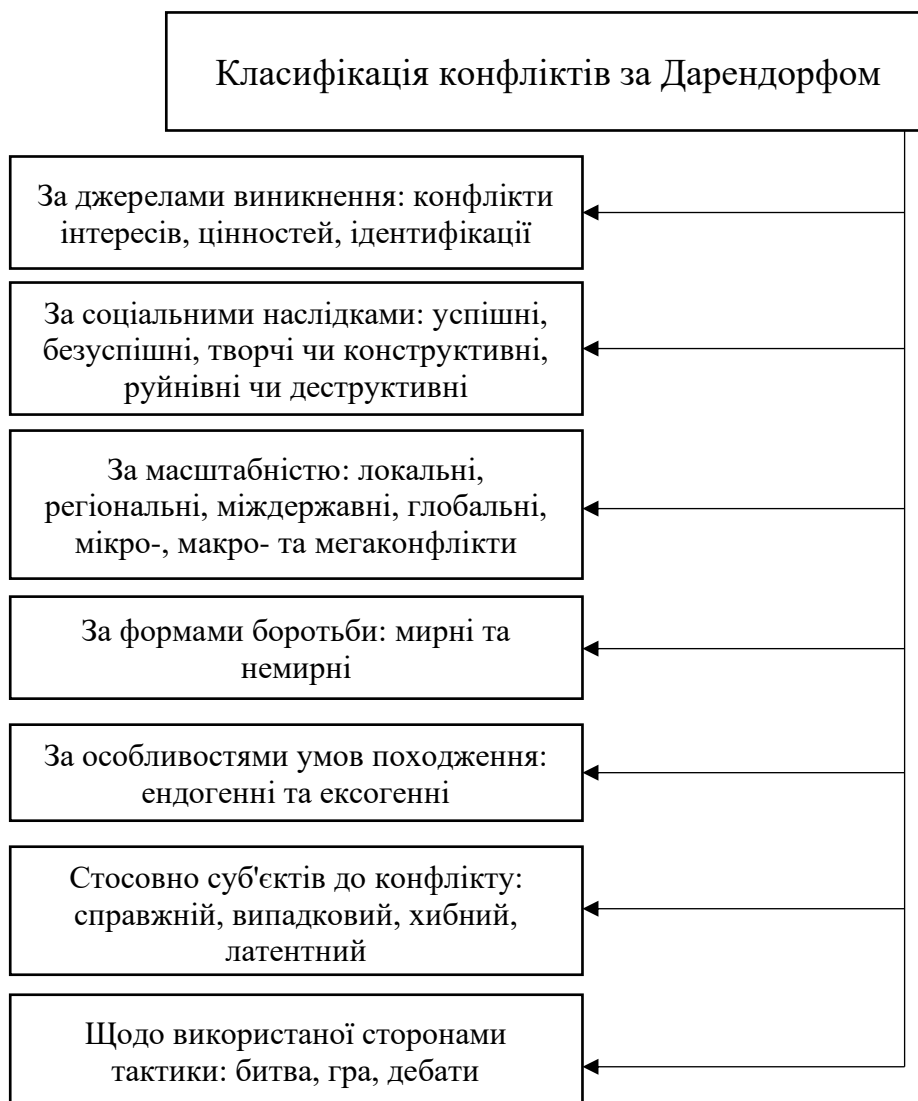 Класифікація конфліктів за Дарендорфом
За джерелами виникнення: конфлікти
інтересів, цінностей, ідентифікації
За соціальними наслідками: успішні,
безуспішні, творчі чи конструктивні,
руйнівні чи деструктивні
За масштабністю: локальні,
регіональні, міждержавні, глобальні,
мікро-, макро- та мегаконфлікти
За формами боротьби: мирні та
немирні
За особливостями умов походження:
ендогенні та ексогенні
Стосовно суб'єктів до конфлікту:
справжній, випадковий, хибний,
латентний
Щодо використаної сторонами
тактики: битва, гра, дебати